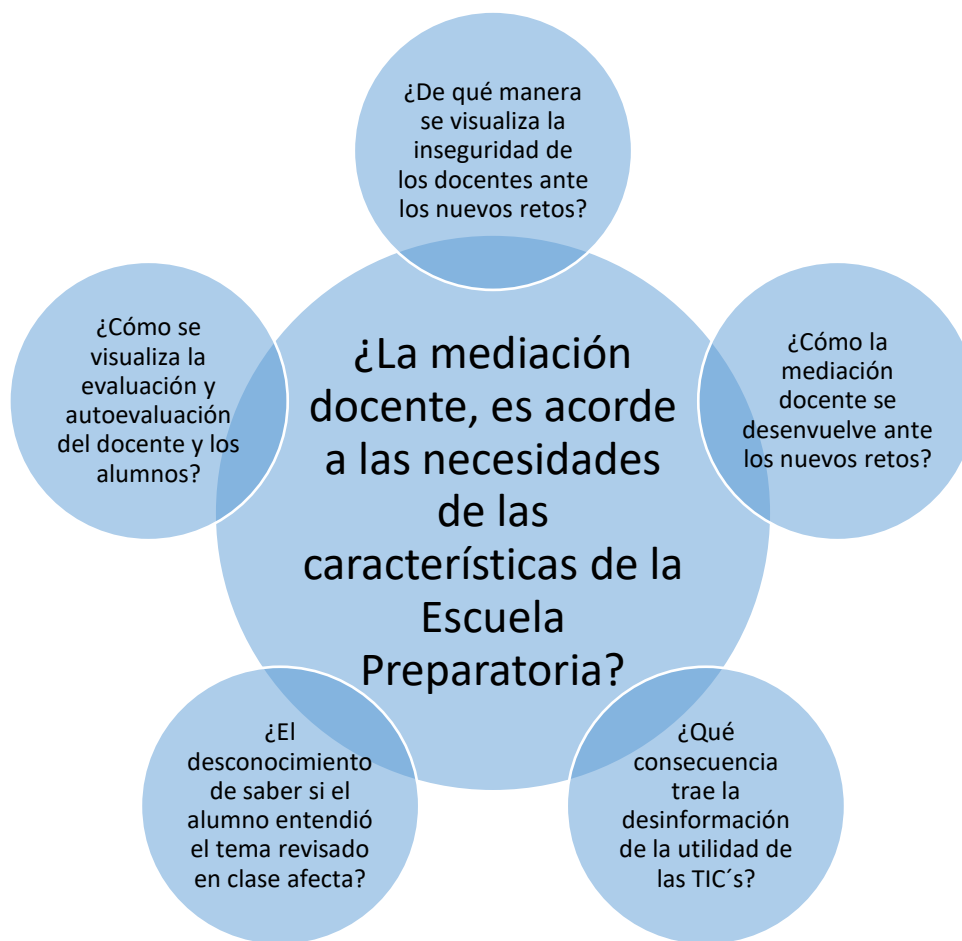 ¿De qué manera
se visualiza la
inseguridad de
los docentes ante
los nuevos retos?
¿La mediación
docente, es acorde
a las necesidades
de las
características de la
Escuela
Preparatoria?
¿Cómo la
mediación
docente se
desenvuelve ante
los nuevos retos?
¿Qué
consecuencia
trae la
desinformación
de la utilidad de
las TIC´s?
¿El
desconocimiento
de saber si el
alumno entendió
el tema revisado
en clase afecta?
¿Cómo se
visualiza la
evaluación y
autoevaluación
del docente y los
alumnos?